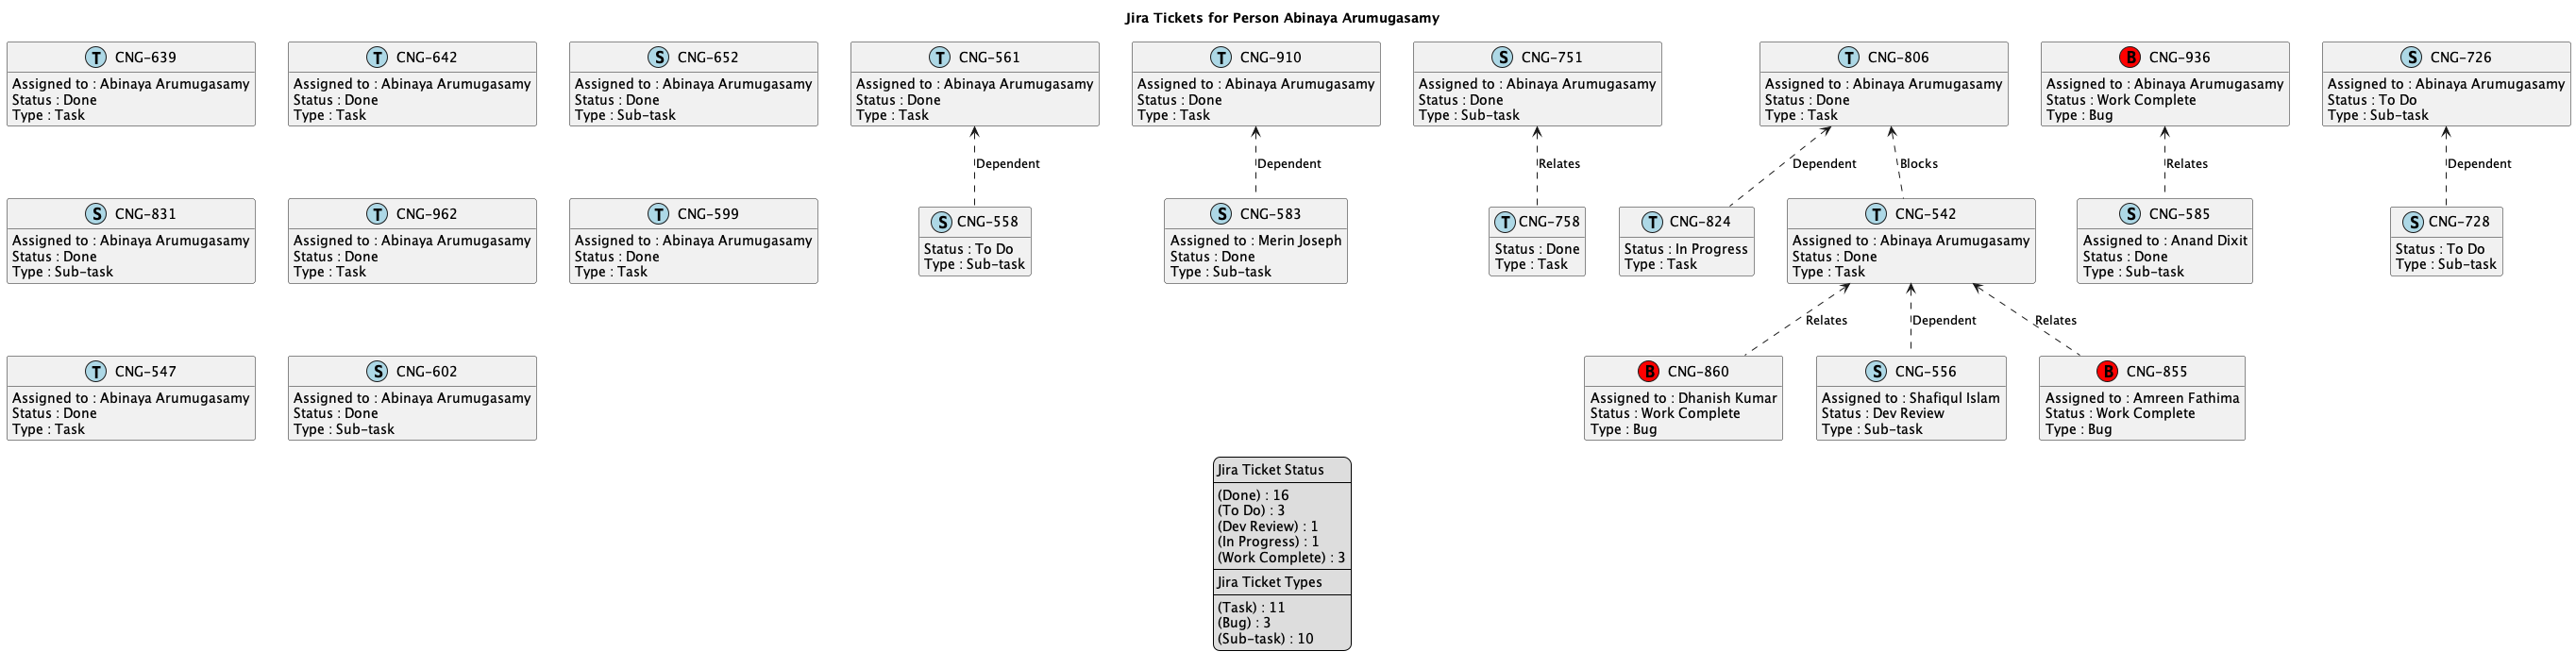 Jira Tickets for Person Abinaya Arumugasamy
T CNG-639
Assigned to : Abinaya Arumugasamy
Status : Done
Type : Task
T CNG-642
Assigned to : Abinaya Arumugasamy
Status : Done
Type : Task
S CNG-652
Assigned to : Abinaya Arumugasamy
Status : Done
Type : Sub-task
T CNG-561
Assigned to : Abinaya Arumugasamy
Status : Done
Type : Task
T CNG-910
Assigned to : Abinaya Arumugasamy
Status : Done
Type : Task
S CNG-751
Assigned to : Abinaya Arumugasamy
Status : Done
Type : Sub-task
T CNG-806
Assigned to : Abinaya Arumugasamy
Status : Done
Type : Task
B CNG-936
Assigned to : Abinaya Arumugasamy
Status : Work Complete
Type : Bug
S CNG-726
Assigned to : Abinaya Arumugasamy
Status : To Do
Type : Sub-task
Dependent
Dependent
Relates
Dependent
Blocks
Relates
Dependent
S CNG-831
Assigned to : Abinaya Arumugasamy
Status : Done
Type : Sub-task
T CNG-962
Assigned to : Abinaya Arumugasamy
Status : Done
Type : Task
T CNG-599
Assigned to : Abinaya Arumugasamy
Status : Done
Type : Task
S CNG-558
Status : To Do
Type : Sub-task
S CNG-583
Assigned to : Merin Joseph
Status : Done
Type : Sub-task
T CNG-758
Status : Done
Type : Task
T CNG-824
Status : In Progress
Type : Task
T CNG-542
Assigned to : Abinaya Arumugasamy
Status : Done
Type : Task
S CNG-585
Assigned to : Anand Dixit
Status : Done
Type : Sub-task
S CNG-728
Status : To Do
Type : Sub-task
Relates
Dependent
Relates
T CNG-547
Assigned to : Abinaya Arumugasamy
Status : Done
Type : Task
S CNG-602
Assigned to : Abinaya Arumugasamy
Status : Done
Type : Sub-task
B CNG-860
Assigned to : Dhanish Kumar
Status : Work Complete
Type : Bug
S CNG-556
Assigned to : Shafiqul Islam
Status : Dev Review
Type : Sub-task
B CNG-855
Assigned to : Amreen Fathima
Status : Work Complete
Type : Bug
Jira Ticket Status
(Done) : 16
(To Do) : 3
(Dev Review) : 1
(In Progress) : 1
(Work Complete) : 3
Jira Ticket Types
(Task) : 11
(Bug) : 3
(Sub-task) : 10